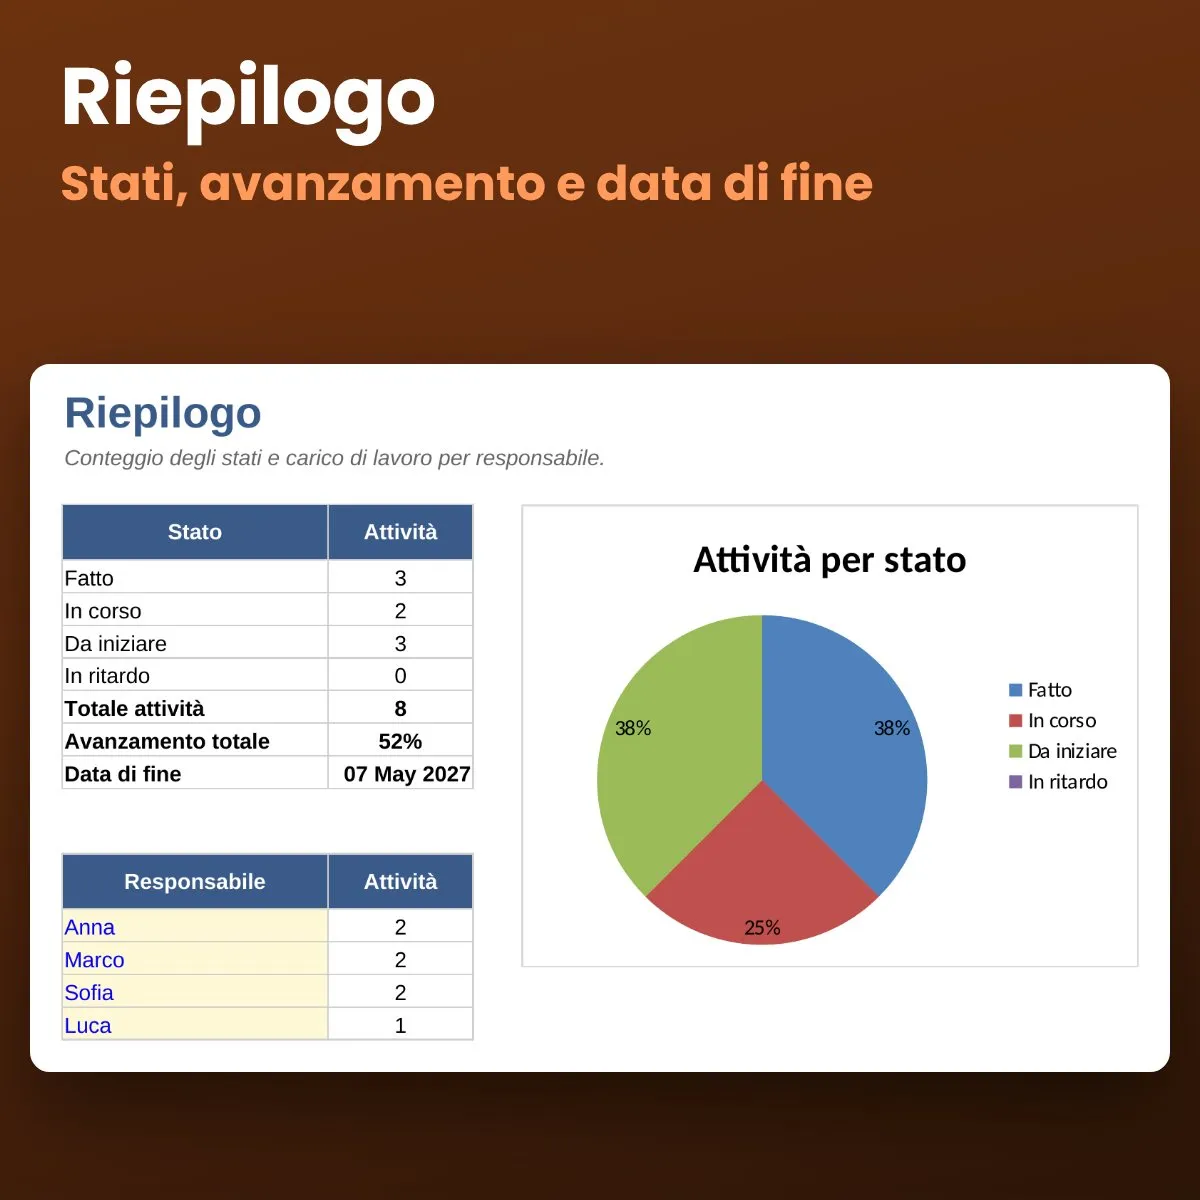 Riepilogo
Stati, avanzamento e data di fine
Riepilogo
Conteggio degli stati e carico di lavoro per responsabile.
Stato Attività
Fatto 3
In corso 2
Da iniziare 3
In ritardo 0
Totale attività 8
Avanzamento totale 52%
Data di fine 07 May 2027
Responsabile Attività
Anna 2
Marco 2
Sofia 2
Luca 1
Attività per stato
38% 38%
25%
Fatto
In corso
Da iniziare
In ritardo